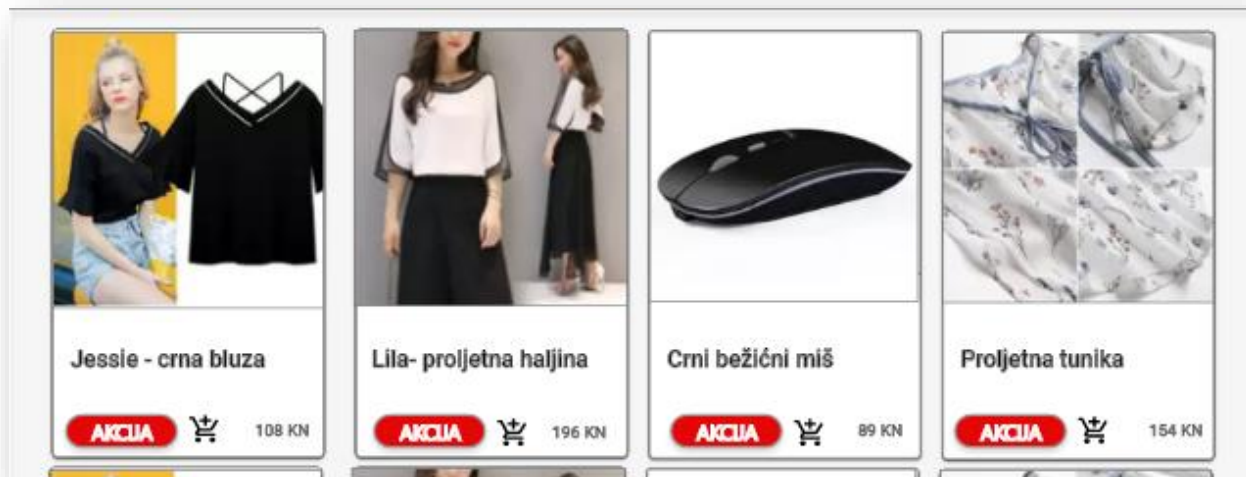 Jessie - crna bluza
AKCIJA 108 KN
Lila- proljetna haljina
AKCIJA 196 KN
Crni bežićni miš
AKCIJA 89 KN
Proljetna tunika
AKCIJA 154 KN